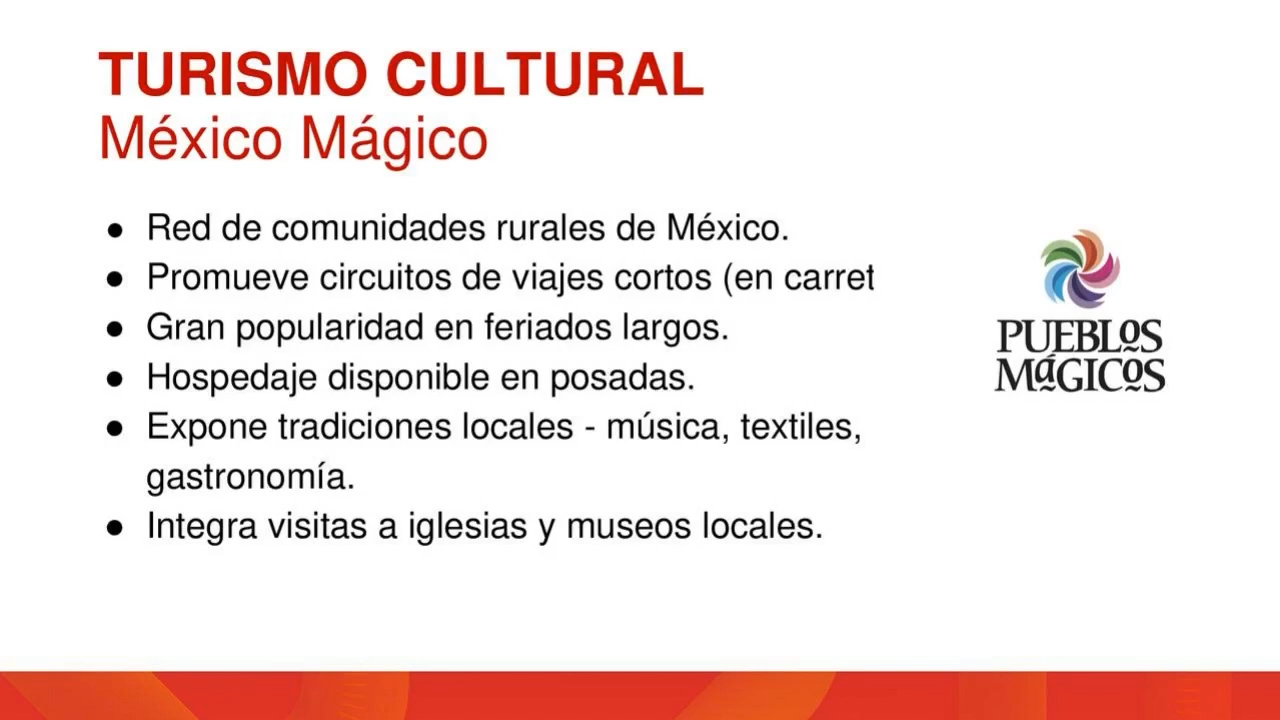 TURISMO CULTURAL
México Mágico
● Red de comunidades rurales de México.
● Promueve circuitos de viajes cortos (en carret
● Gran popularidad en feriados largos.
● Hospedaje disponible en posadas.
● Expone tradiciones locales - música, textiles,
gastronomía.
● Integra visitas a iglesias y museos locales.
PUEBLOS
MáGICOS